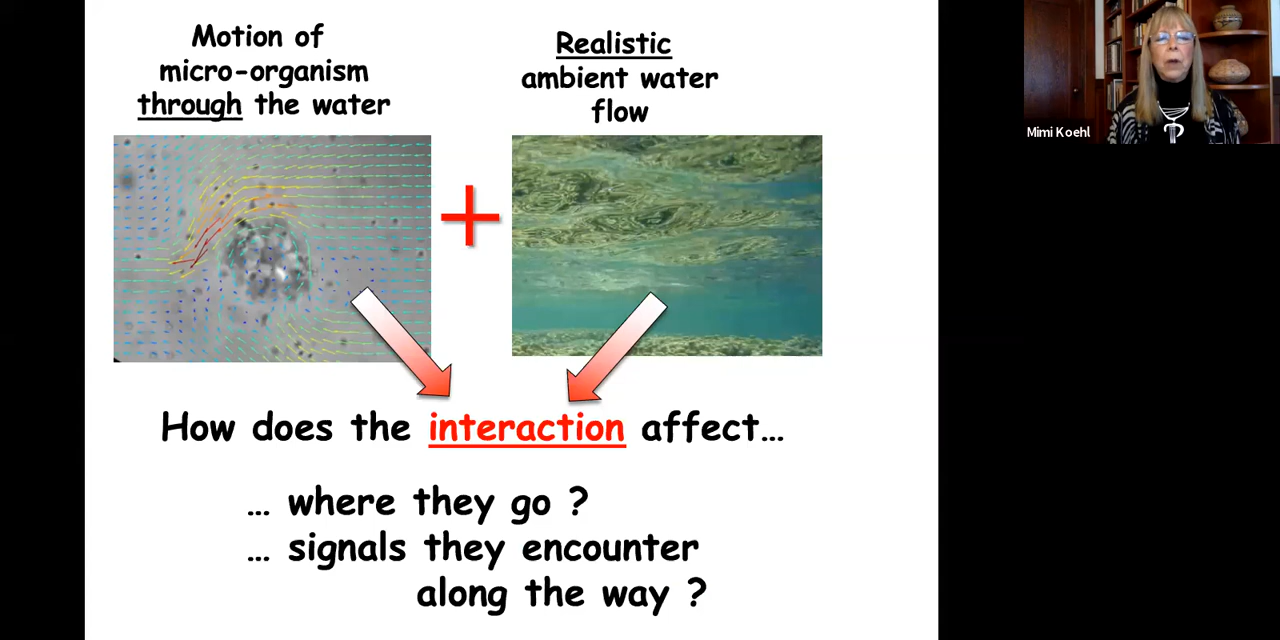 Motion of
micro-organism
through the water
Realistic
ambient water
flow
Mimi Koehl
How does the interaction affect…
… where they go ?
… signals they encounter
along the way ?